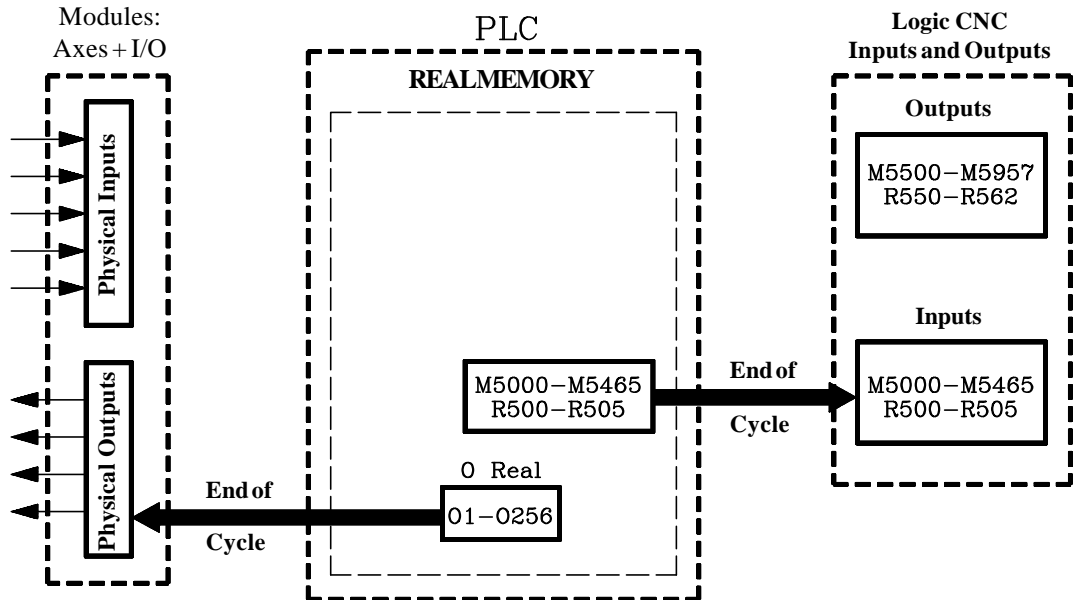 Modules:
Axes + I/O
Physical Inputs
Physical Outputs
End of
Cycle
PLC
REALMEMORY
M5000-M5465
R500-R505
O Real
O1-O256
End of
Cycle
Logic CNC
Inputs and Outputs
Outputs
M5500-M5957
R550-R562
Inputs
M5000-M5465
R500-R505